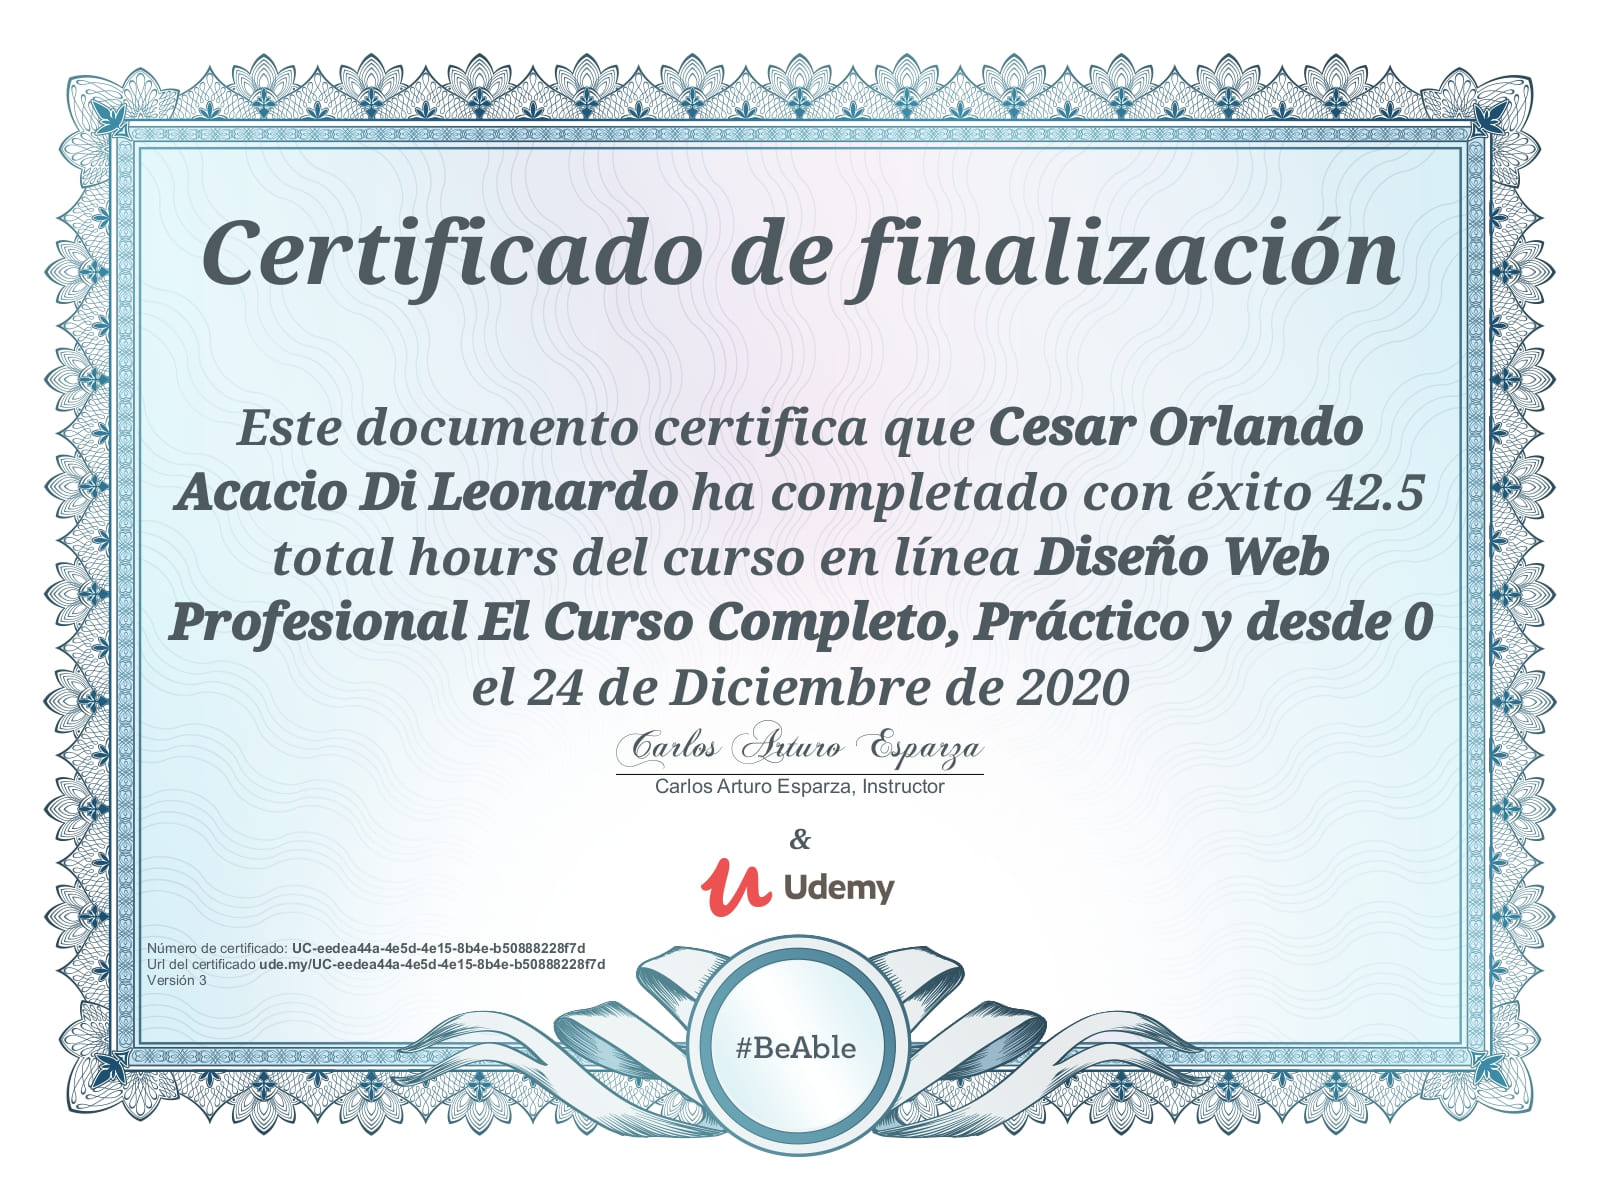 Certificado de finalización
Este documento certifica que Cesar Orlando
Acacio Di Leonardo ha completado con éxito 42.5
total hours del curso en línea Diseño Web
Profesional El Curso Completo, Práctico y desde 0
el 24 de Diciembre de 2020
Carlos Arturo Esparza
Carlos Arturo Esparza, Instructor
&
Udemy
Número de certificado: UC-eedea44a-4e5d-4e15-8b4e-b50888228f7d
Url del certificado ude.my/UC-eedea44a-4e5d-4e15-8b4e-b50888228f7d
Versión 3
#BeAble